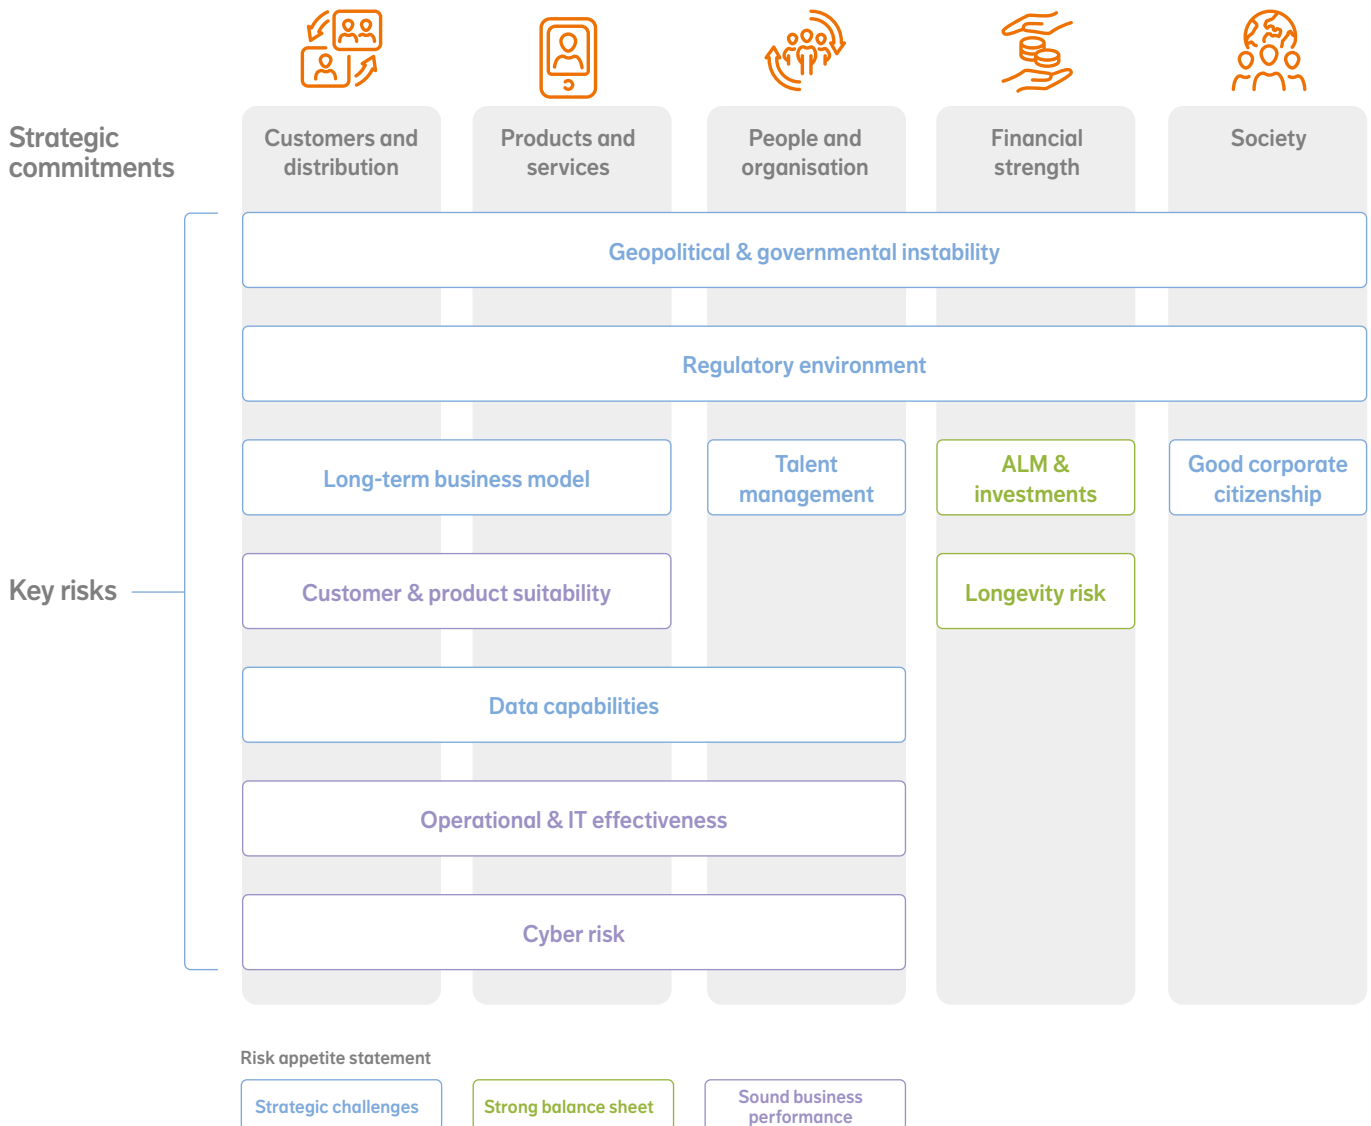 Strategic
commitments
Customers and
distribution
Products and
services
People and
organisation
Financial
strength
Society
Geopolitical & governmental instability
Regulatory environment
Long-term business model
Talent
management
ALM &
investments
Good corporate
citizenship
Key risks
Customer & product suitability
Longevity risk
Data capabilities
Operational & IT effectiveness
Cyber risk
Risk appetite statement
Strategic challenges
Strong balance sheet
Sound business
performance